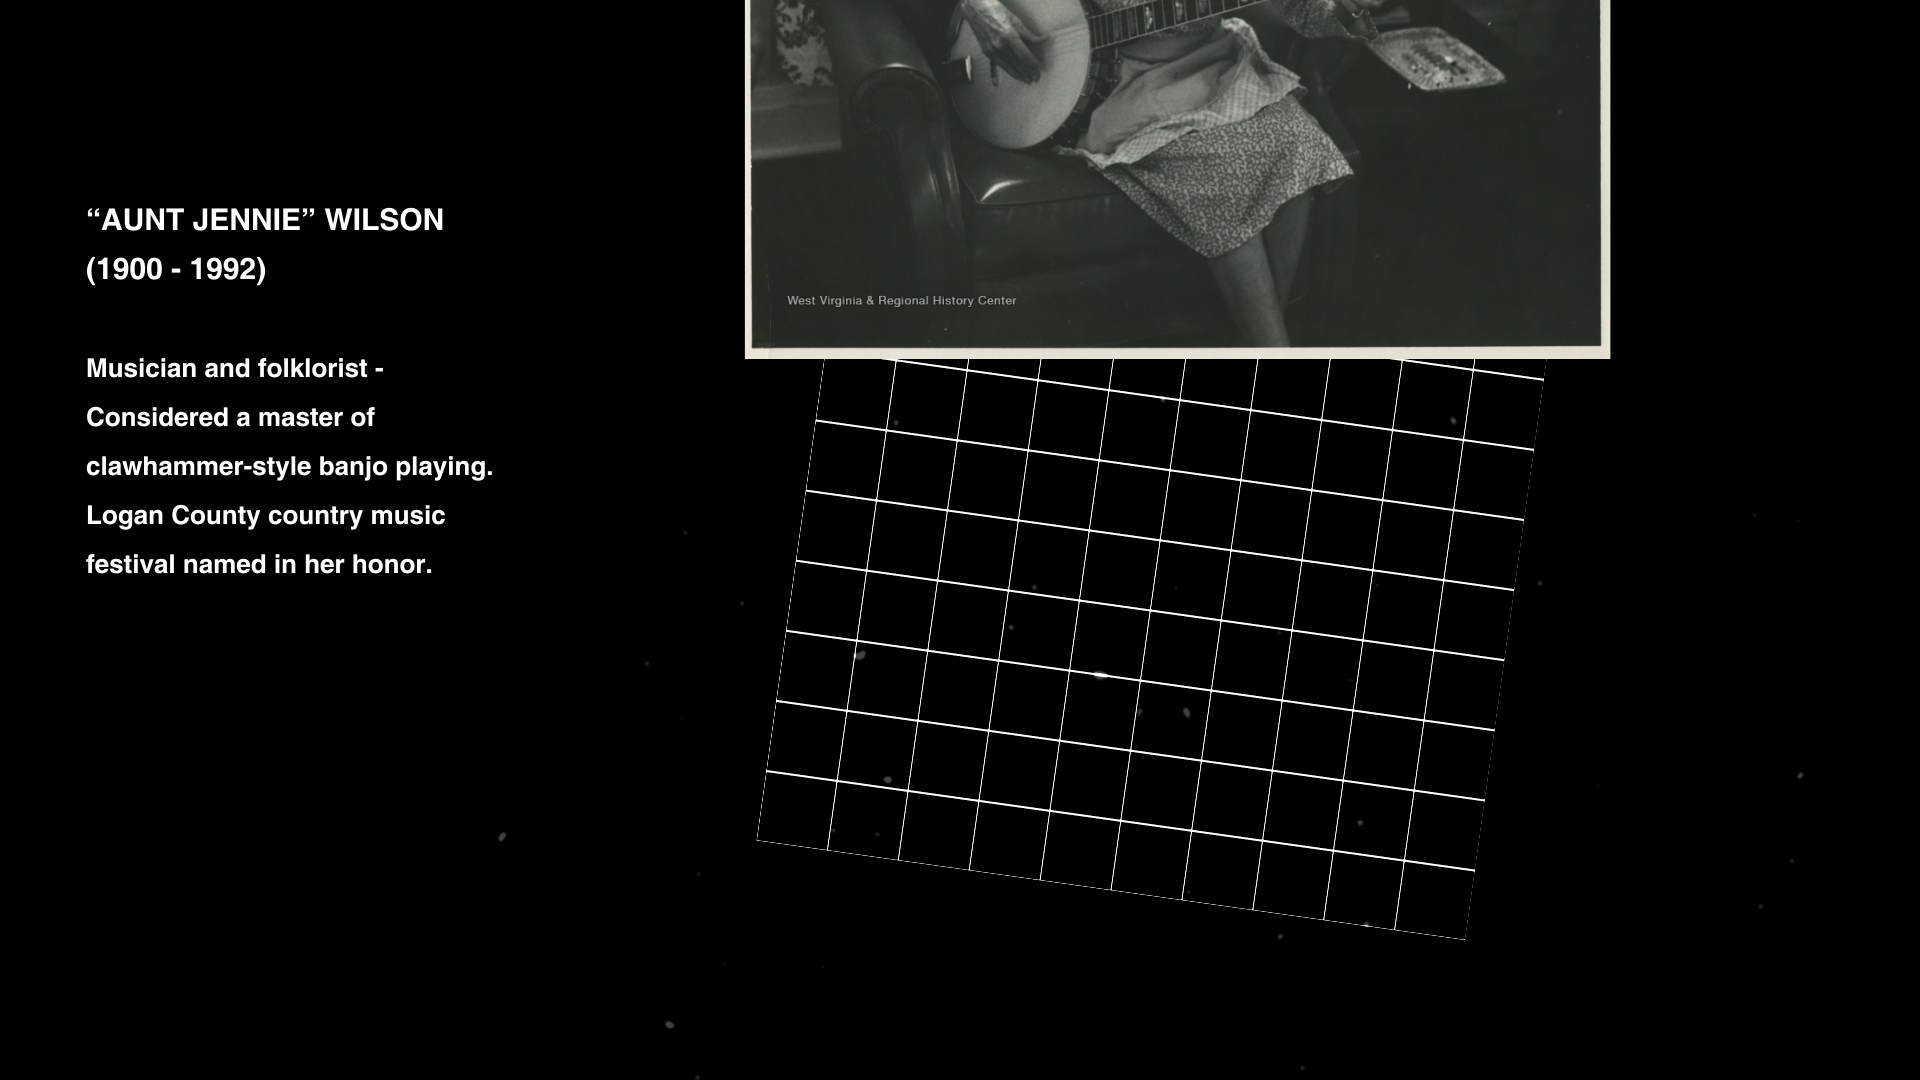 “AUNT JENNIE” WILSON
(1900 - 1992)
Musician and folklorist -
Considered a master of
clawhammer-style banjo playing.
Logan County country music
festival named in her honor.
West Virginia & Regional History Center